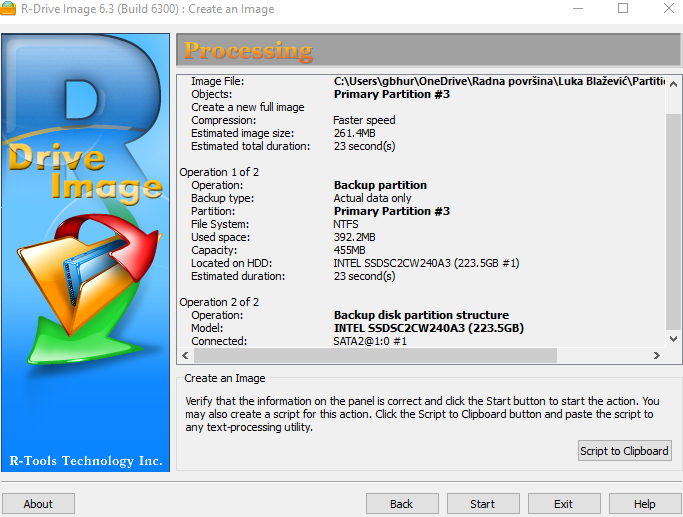 R-Drive Image 6.3 (Build 6300) : Create an Image
Processing
R
Drive
Image
R-Tools Technology Inc.
Image File: C:\Users\gbhur\OneDrive\Radna površina\Luka Blažević\Partitio
Objects: Primary Partition #3
Create a new full image
Compression: Faster speed
Estimated image size: 261.4MB
Estimated total duration: 23 second(s)
Operation 1 of 2
Operation: Backup partition
Backup type: Actual data only
Partition: Primary Partition #3
File System: NTFS
Used space: 392.2MB
Capacity: 455MB
Located on HDD: INTEL SSDSC2CW240A3 (223.5GB #1)
Estimated duration: 23 second(s)
Operation 2 of 2
Operation: Backup disk partition structure
Model: INTEL SSDSC2CW240A3 (223.5GB)
Connected: SATA2@1:0 #1
Create an Image
Verify that the information on the panel is correct and click the Start button to start the action. You
may also create a script for this action. Click the Script to Clipboard button and paste the script to
any text-processing utility.
Script to Clipboard
About Back Start Exit Help